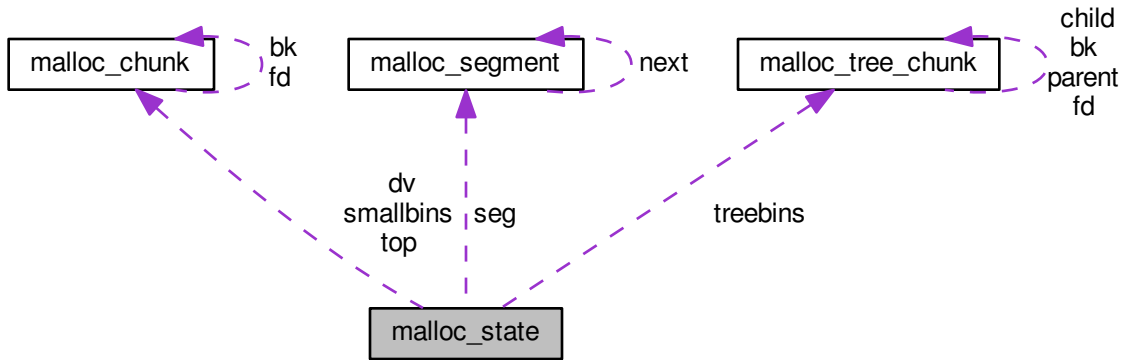 malloc_chunk
bk
fd
malloc_segment
next
malloc_tree_chunk
child
bk
parent
fd
dv
smallbins
top
seg
treebins
malloc_state